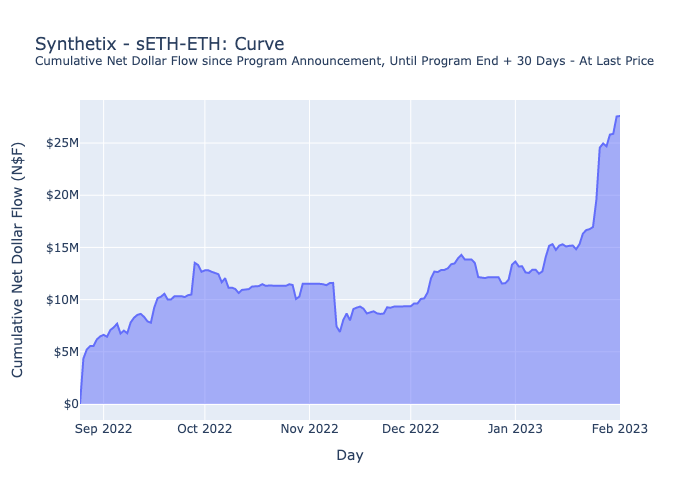 Synthetix - sETH-ETH: Curve
Cumulative Net Dollar Flow since Program Announcement, Until Program End + 30 Days - At Last Price
Cumulative Net Dollar Flow (N$F)
$25M
$20M
$15M
$10M
$5M
$0
Sep 2022 Oct 2022 Nov 2022 Dec 2022 Jan 2023 Feb 2023
Day